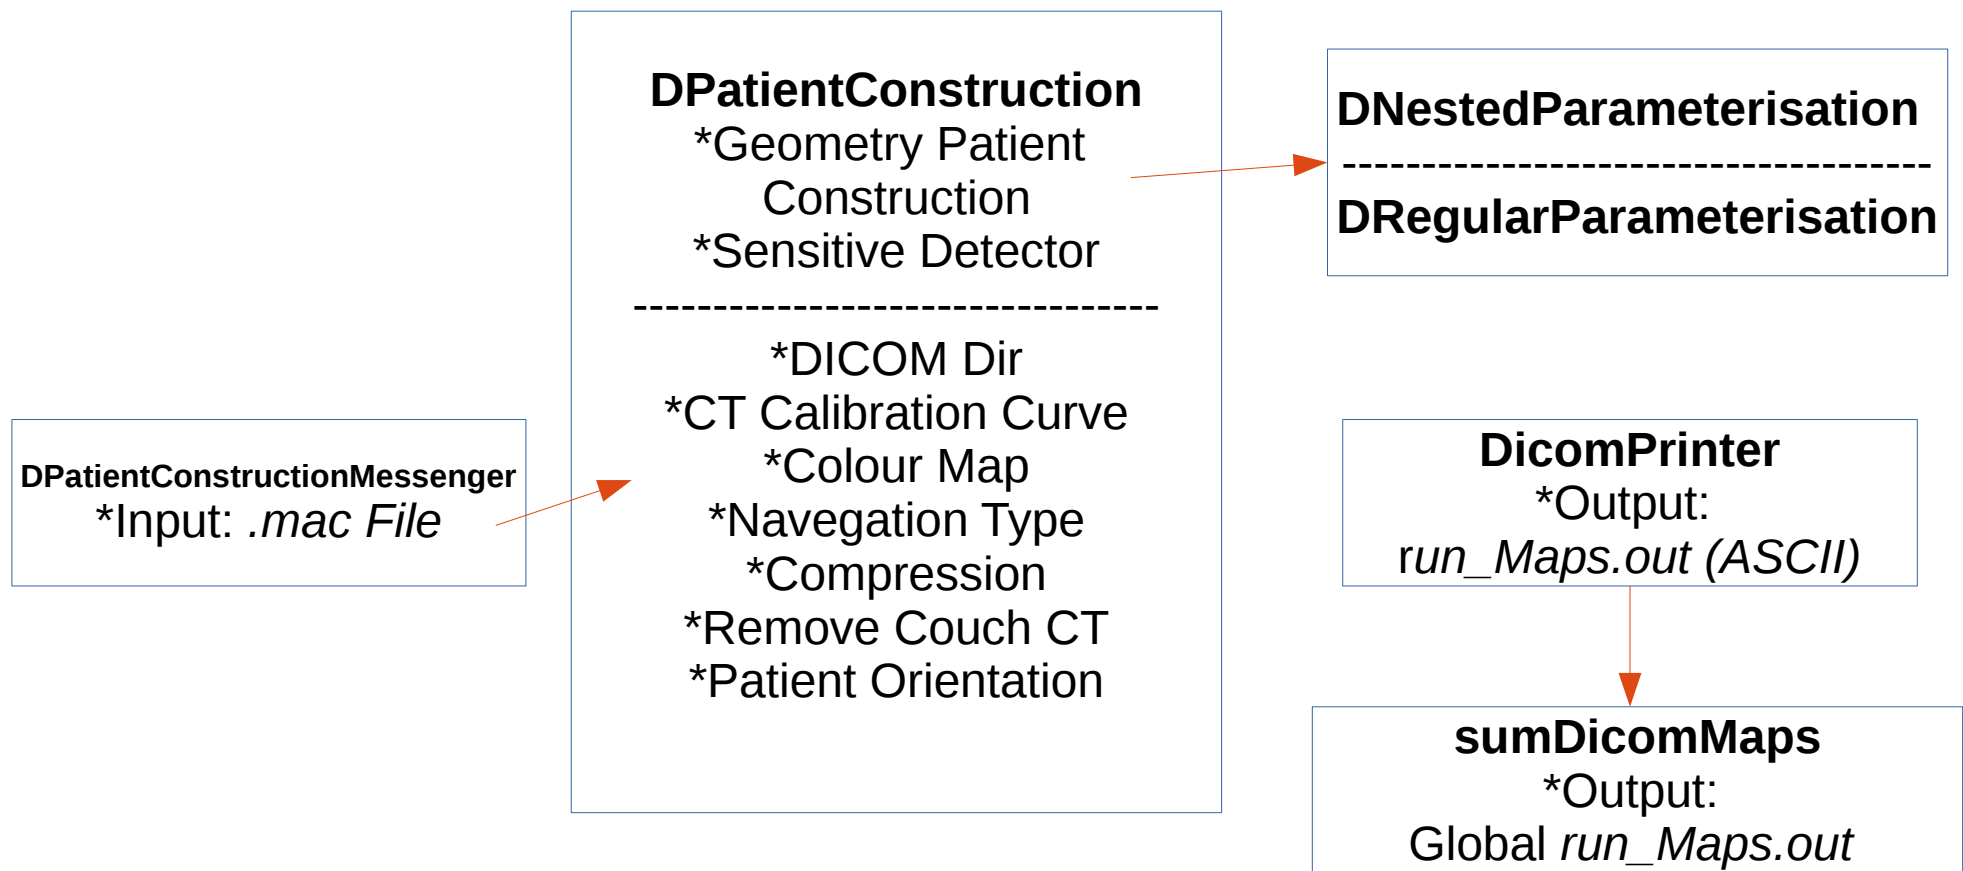 DPatientConstructionMessenger
*Input: .mac File
DPatientConstruction
*Geometry Patient
Construction
*Sensitive Detector
---------------------------------
*DICOM Dir
*CT Calibration Curve
*Colour Map
*Navegation Type
*Compression
*Remove Couch CT
*Patient Orientation
DNestedParameterisation
-------------------------------------
DRegularParameterisation
DicomPrinter
*Output:
run_Maps.out (ASCII)
sumDicomMaps
*Output:
Global run_Maps.out